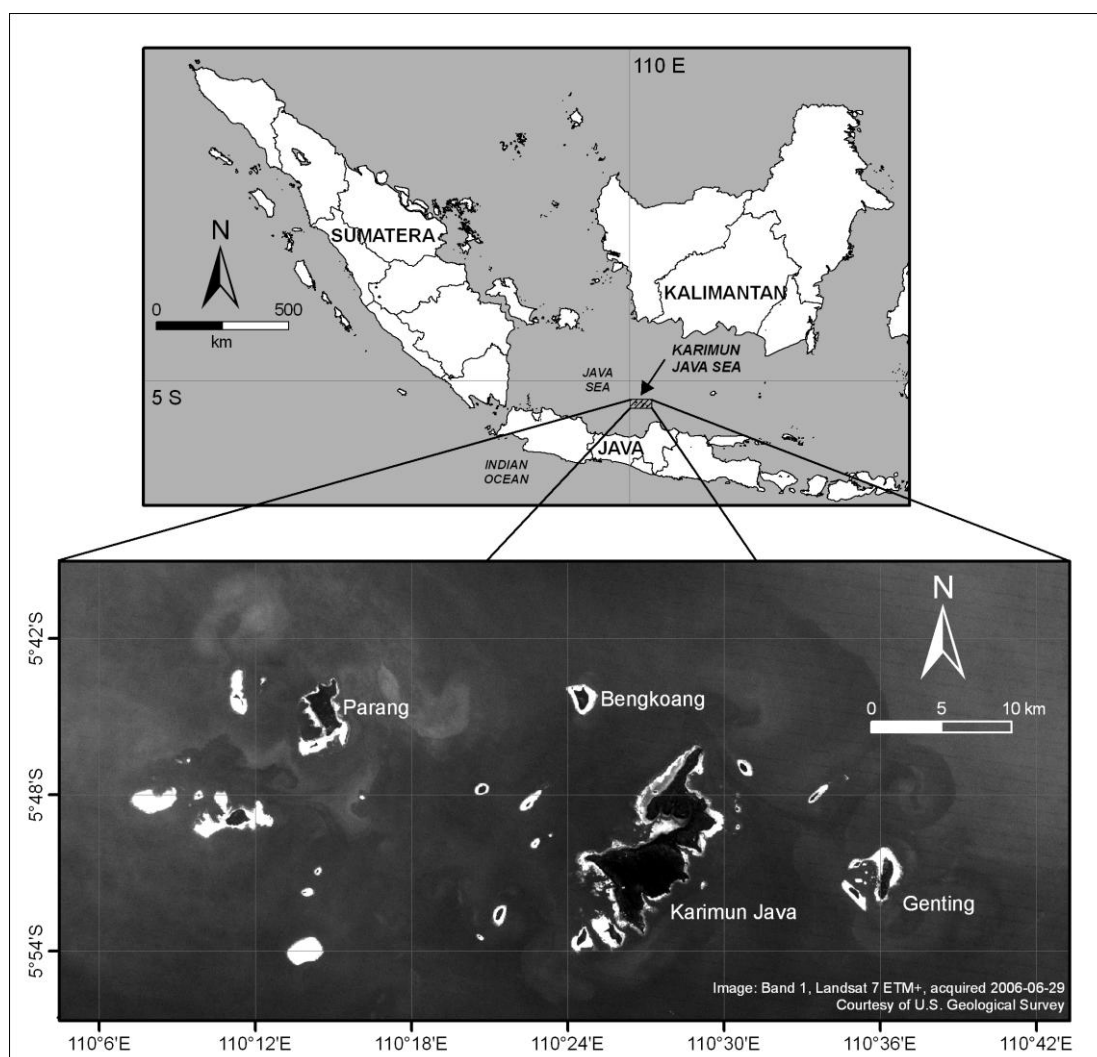 110 E
N
SUMATERA
0 500
km
KALIMANTAN
KARIMUN
JAVA SEA
JAVA
SEA
5 S
JAVA
INDIAN
OCEAN
N
5°42'S
Parang
Bengkoang
0 5 10 km
5°48'S
Karimun Java
Genting
5°54'S
Image: Band 1, Landsat 7 ETM+, acquired 2006-06-29
Courtesy of U.S. Geological Survey
110°6'E 110°12'E 110°18'E 110°24'E 110°30'E 110°36'E 110°42'E